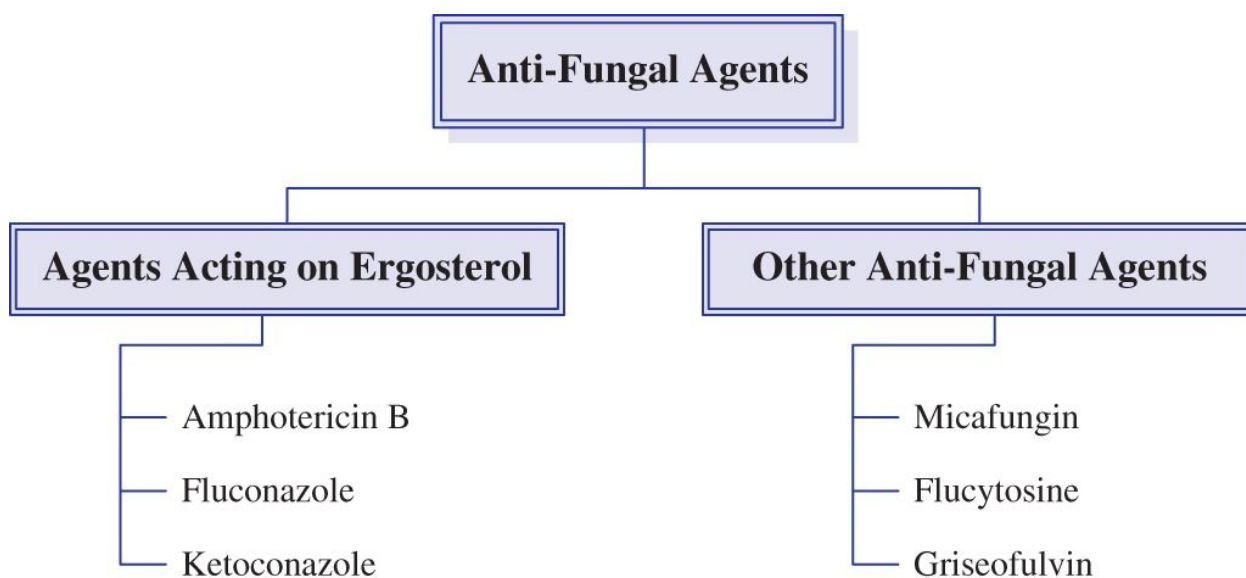 Anti-Fungal Agents
Agents Acting on Ergosterol
Amphotericin B
Fluconazole
Ketoconazole
Other Anti-Fungal Agents
Micafungin
Flucytosine
Griseofulvin